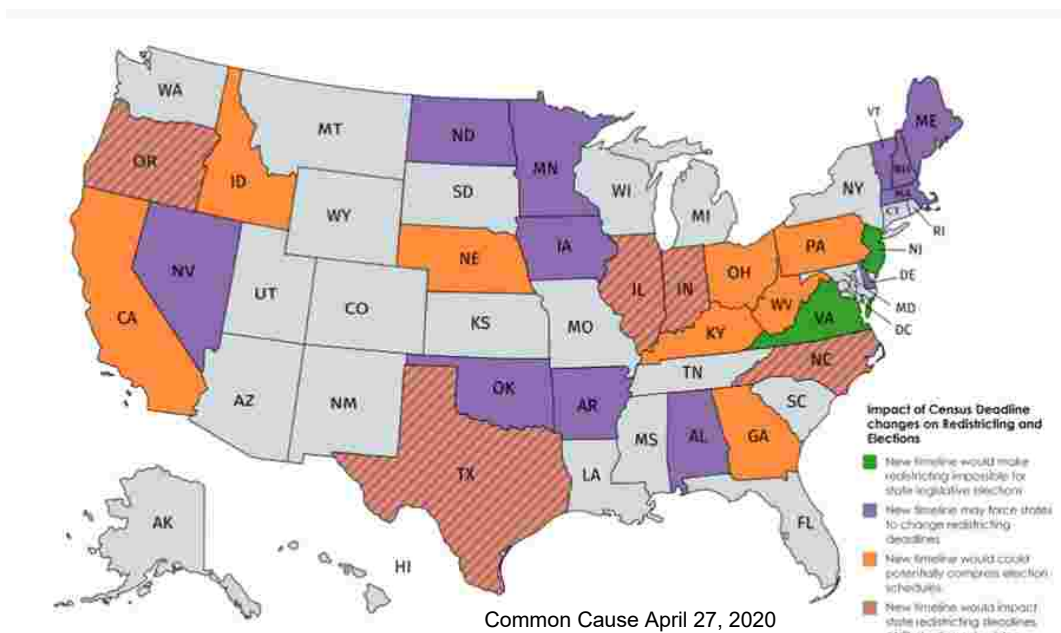 WA
OR
ID
MT
WY
NV
CA
UT
AZ
CO
NM
ND
SD
NE
KS
OK
TX
MN
IA
MO
AR
LA
WI
IL
MI
IN
OH
KY
TN
MS
AL
GA
FL
SC
NC
VA
WV
PA
NY
VT
ME
NH
MA
CT
RI
NJ
DE
MD
DC
AK
HI
Impact of Census Deadline
changes on Redistricting and
Elections
New timeline would make
redistricting impossible for
state legislative elections
New timeline may force states
to change redistricting
deadlines
New timeline would could
potentially compress election
schedules
New timeline would impact
state redistricting deadlines,
Common Cause April 27, 2020